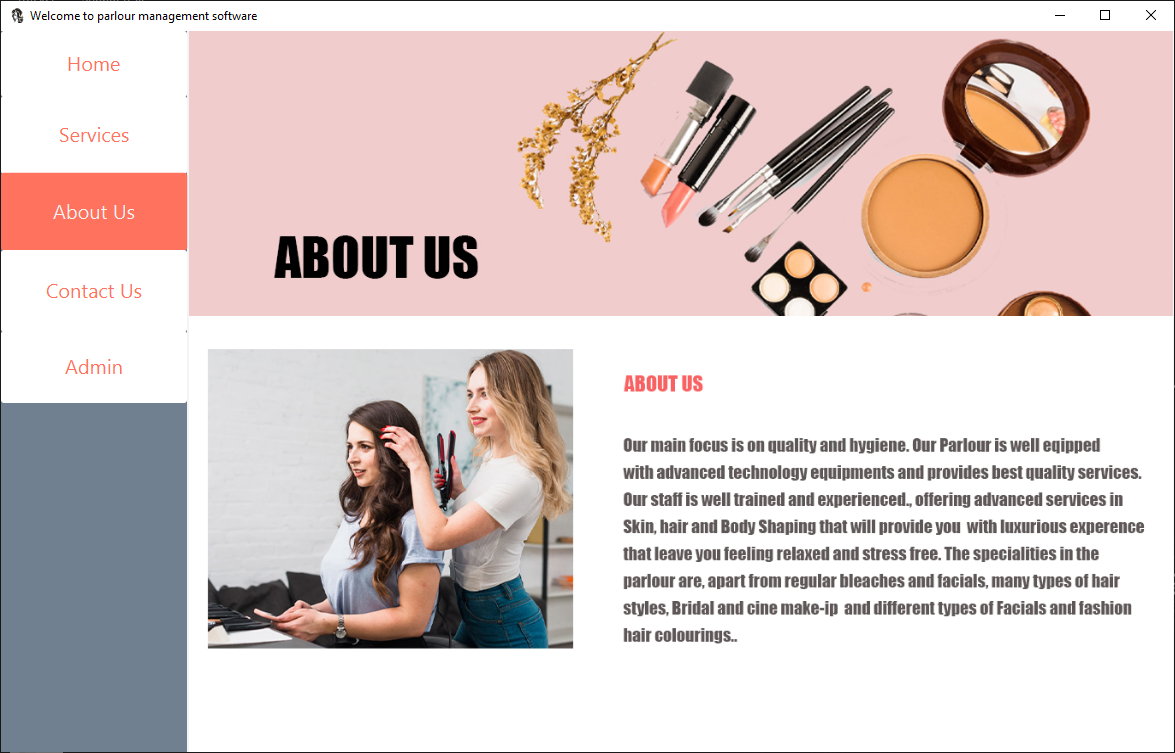 Welcome to parlour management software
Home
Services
About Us
Contact Us
Admin
ABOUT US
ABOUT US
Our main focus is on quality and hygiene. Our Parlour is well eqipped
with advanced technology equipments and provides best quality services.
Our staff is well trained and experienced., offering advanced services in
Skin, hair and Body Shaping that will provide you  with luxurious experence
that leave you feeling relaxed and stress free. The specialities in the
parlour are, apart from regular bleaches and facials, many types of hair
styles, Bridal and cine make-ip  and different types of Facials and fashion
hair colourings..